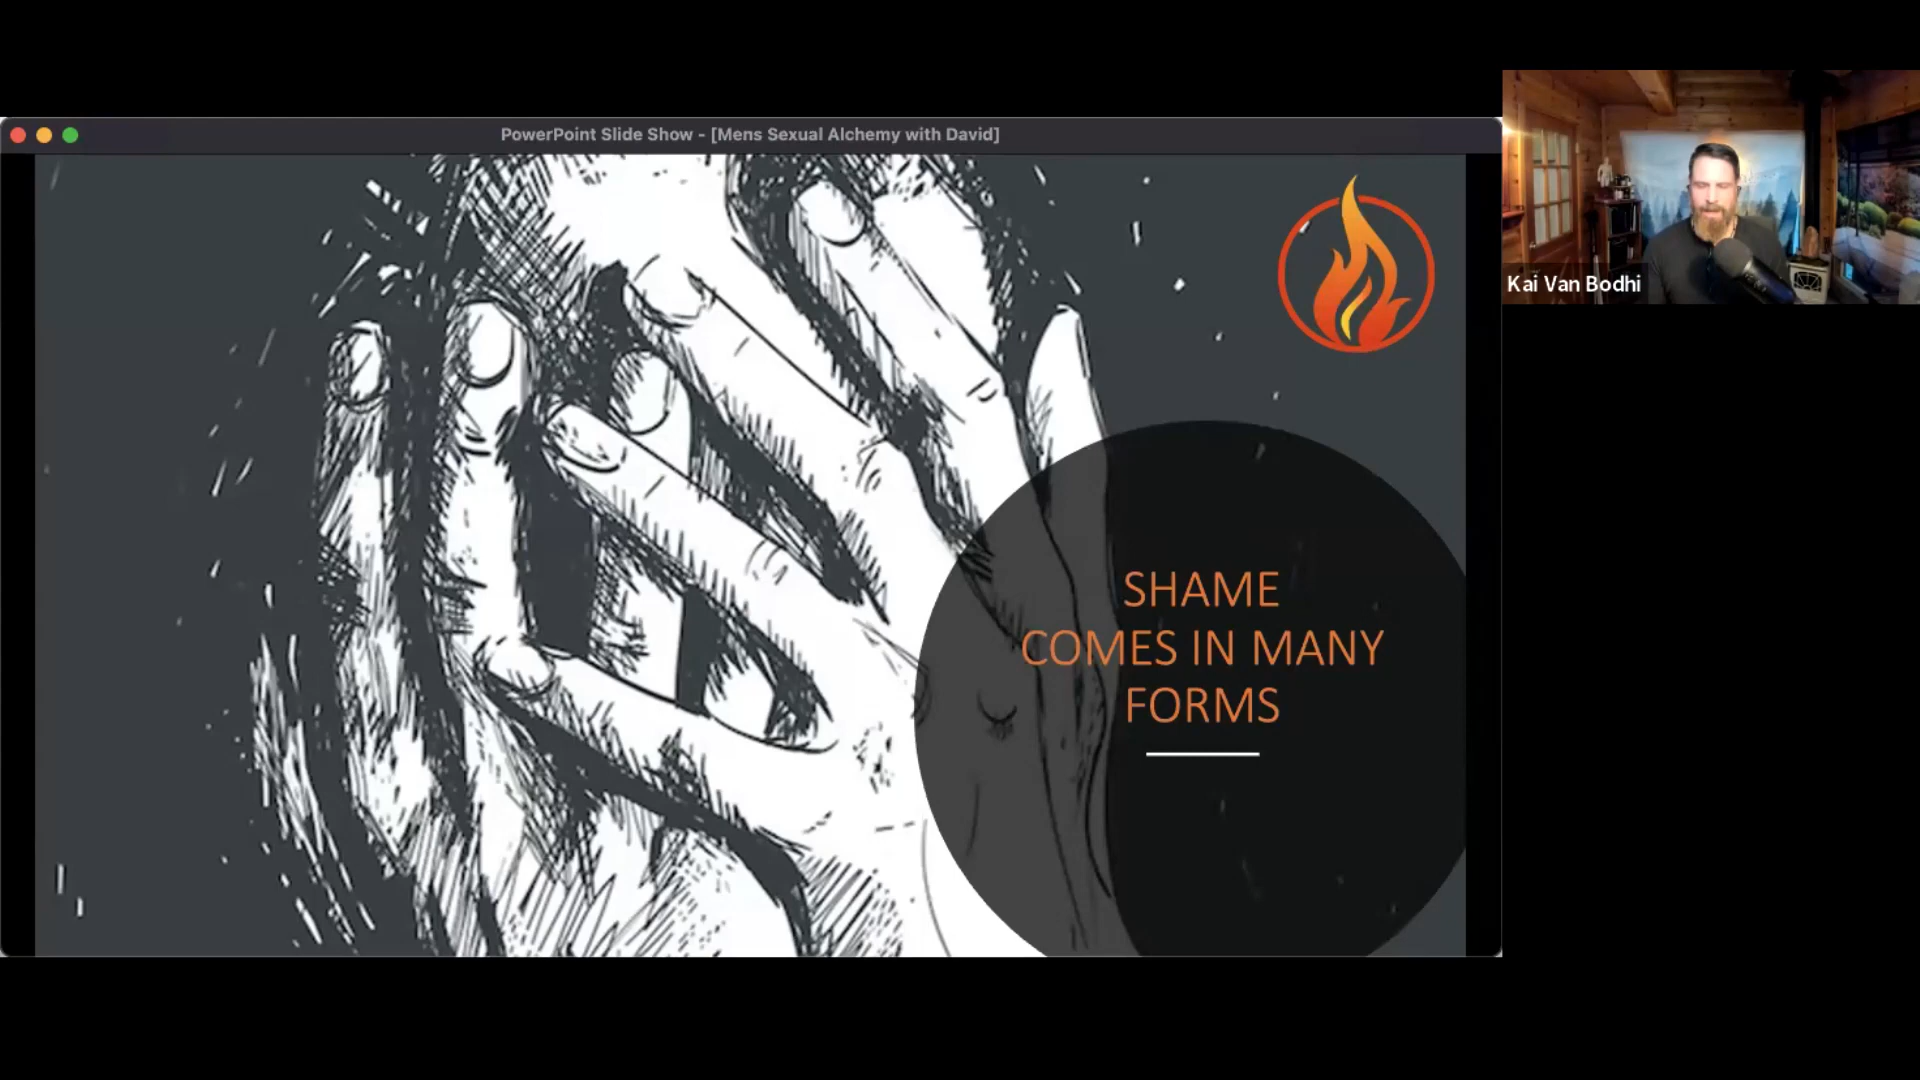 PowerPoint Slide Show - [Mens Sexual Alchemy with David]
SHAME
COMES IN MANY
FORMS
Kai Van Bodhi